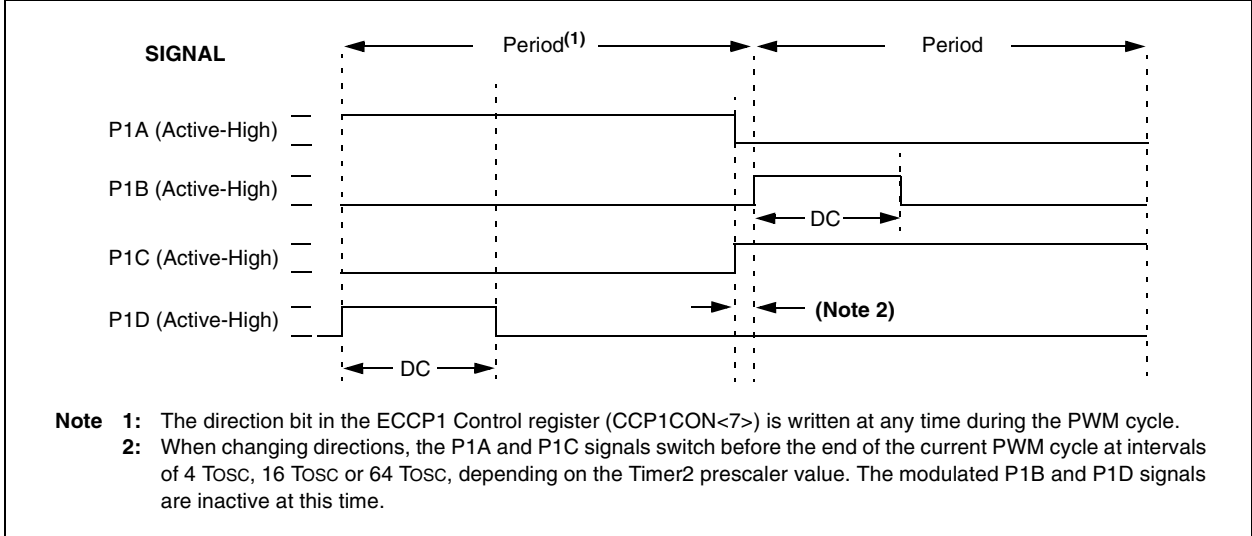 SIGNAL
Period(1)
Period
P1A (Active-High)
P1B (Active-High)
DC
P1C (Active-High)
P1D (Active-High)
(Note 2)
DC
Note 1: The direction bit in the ECCP1 Control register (CCP1CON<7>) is written at any time during the PWM cycle.
2: When changing directions, the P1A and P1C signals switch before the end of the current PWM cycle at intervals
of 4 TOSC, 16 TOSC or 64 TOSC, depending on the Timer2 prescaler value. The modulated P1B and P1D signals
are inactive at this time.